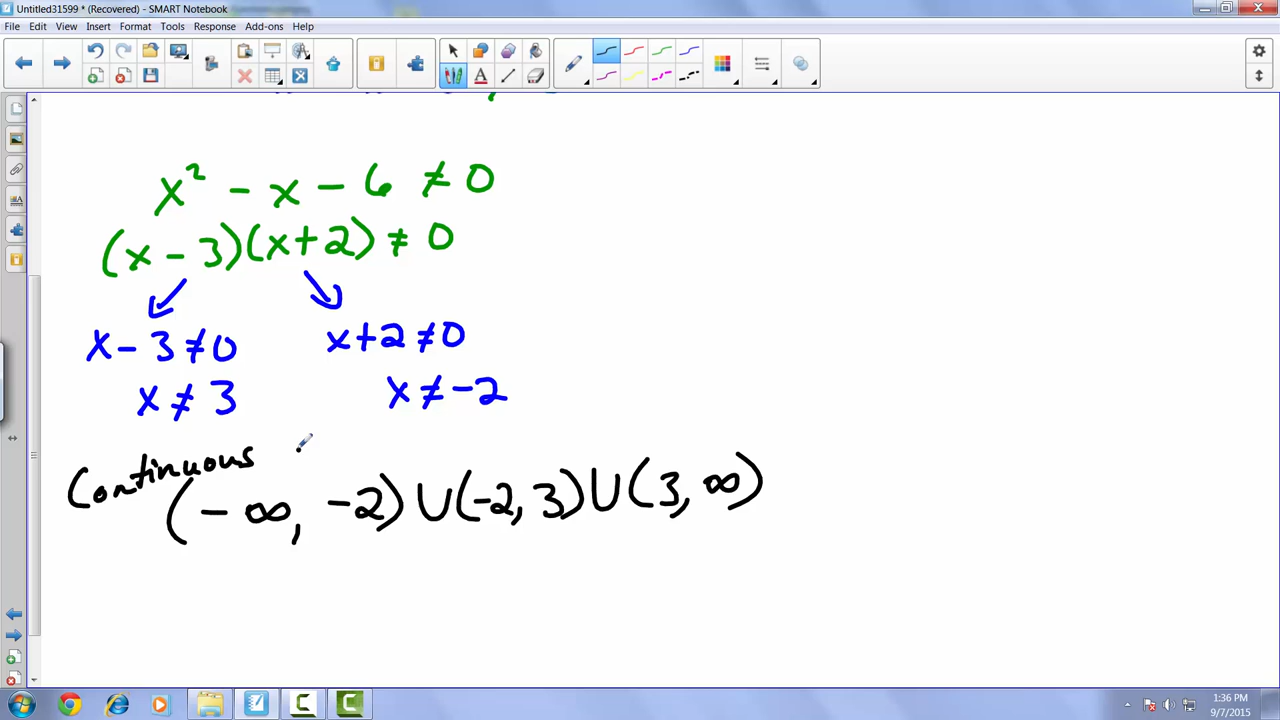 Untitled31599 * (Recovered) - SMART Notebook
File Edit View Insert Format Tools Response Add-ons Window Help
x² - x - 6 ≠ 0
(x - 3)(x+2) ≠ 0
x - 3 ≠ 0 x+2 ≠ 0
x ≠ 3 x ≠ -2
Continuous
(- ∞, -2) ∪ (-2, 3) ∪ (3, ∞)
1:36 PM
9/7/2015